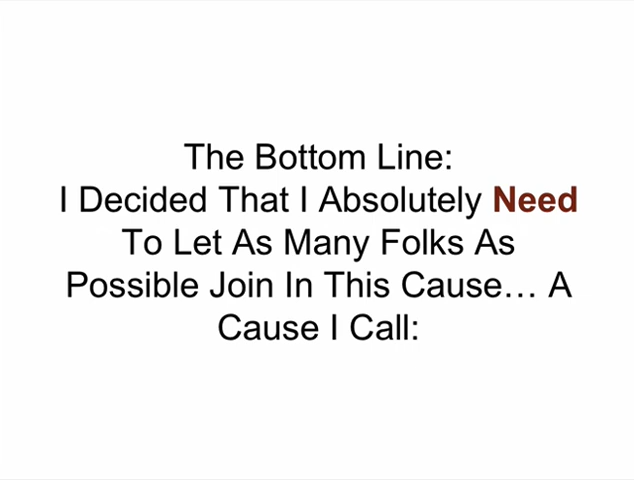 The Bottom Line:
I Decided That I Absolutely Need
To Let As Many Folks As
Possible Join In This Cause… A
Cause I Call: